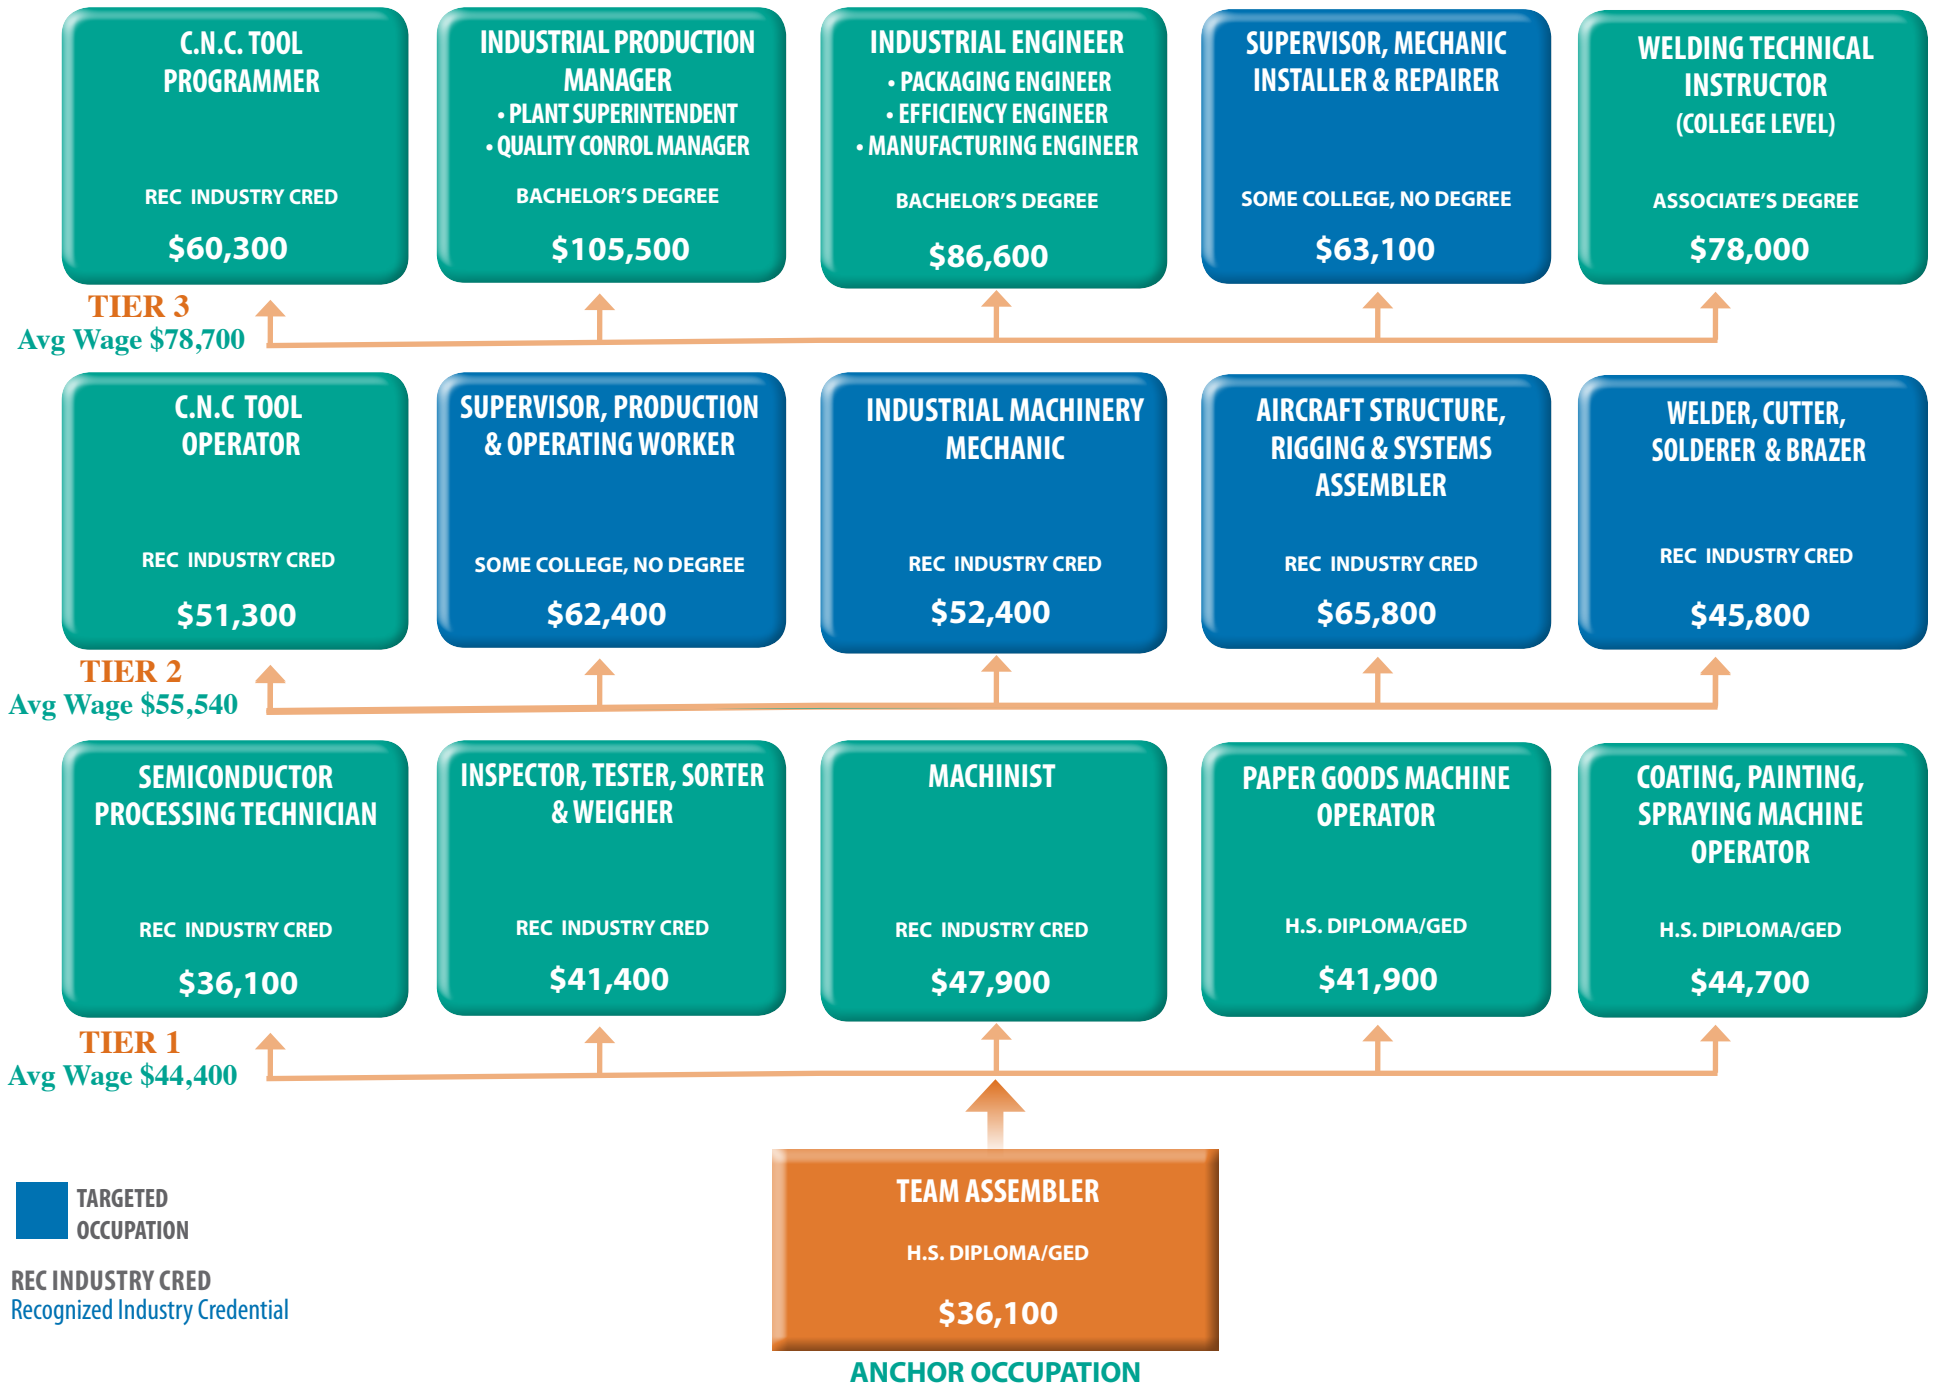 C.N.C. TOOL
PROGRAMMER
REC INDUSTRY CRED
$60,300
INDUSTRIAL PRODUCTION
MANAGER
• PLANT SUPERINTENDENT
• QUALITY CONROL MANAGER
BACHELOR'S DEGREE
$105,500
INDUSTRIAL ENGINEER
• PACKAGING ENGINEER
• EFFICIENCY ENGINEER
• MANUFACTURING ENGINEER
BACHELOR'S DEGREE
$86,600
SUPERVISOR, MECHANIC
INSTALLER & REPAIRER
SOME COLLEGE, NO DEGREE
$63,100
WELDING TECHNICAL
INSTRUCTOR
(COLLEGE LEVEL)
ASSOCIATE'S DEGREE
$78,000
TIER 3
Avg Wage $78,700
C.N.C TOOL
OPERATOR
REC INDUSTRY CRED
$51,300
SUPERVISOR, PRODUCTION
& OPERATING WORKER
SOME COLLEGE, NO DEGREE
$62,400
INDUSTRIAL MACHINERY
MECHANIC
REC INDUSTRY CRED
$52,400
AIRCRAFT STRUCTURE,
RIGGING & SYSTEMS
ASSEMBLER
REC INDUSTRY CRED
$65,800
WELDER, CUTTER,
SOLDERER & BRAZER
REC INDUSTRY CRED
$45,800
TIER 2
Avg Wage $55,540
SEMICONDUCTOR
PROCESSING TECHNICIAN
REC INDUSTRY CRED
$36,100
INSPECTOR, TESTER, SORTER
& WEIGHER
REC INDUSTRY CRED
$41,400
MACHINIST
REC INDUSTRY CRED
$47,900
PAPER GOODS MACHINE
OPERATOR
H.S. DIPLOMA/GED
$41,900
COATING, PAINTING,
SPRAYING MACHINE
OPERATOR
H.S. DIPLOMA/GED
$44,700
TIER 1
Avg Wage $44,400
TEAM ASSEMBLER
H.S. DIPLOMA/GED
$36,100
ANCHOR OCCUPATION
TARGETED
OCCUPATION
REC INDUSTRY CRED
Recognized Industry Credential